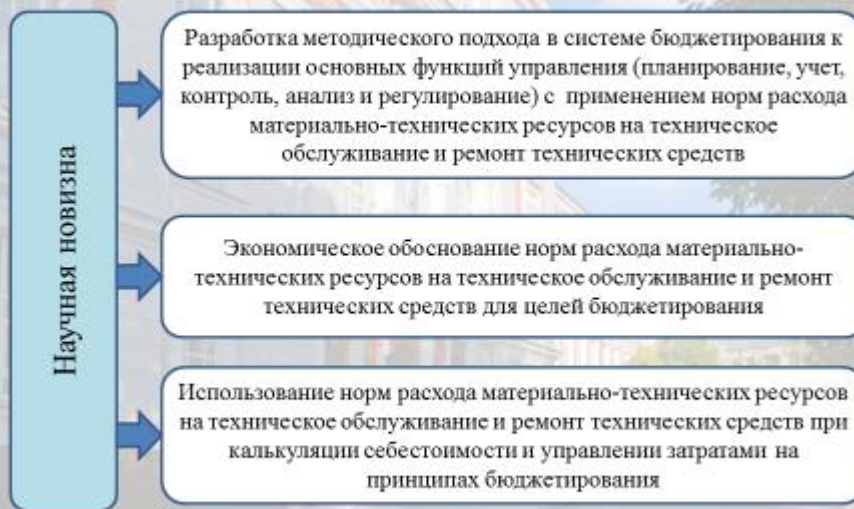 Научная новизна
Разработка методического подхода в системе бюджетирования к
реализации основных функций управления (планирование, учет,
контроль, анализ и регулирование) с применением норм расхода
материально-технических ресурсов на техническое
обслуживание и ремонт технических средств
Экономическое обоснование норм расхода материально-
технических ресурсов на техническое обслуживание и ремонт
технических средств для целей бюджетирования
Использование норм расхода материально-технических ресурсов
на техническое обслуживание и ремонт технических средств при
калькуляции себестоимости и управлении затратами на
принципах бюджетирования